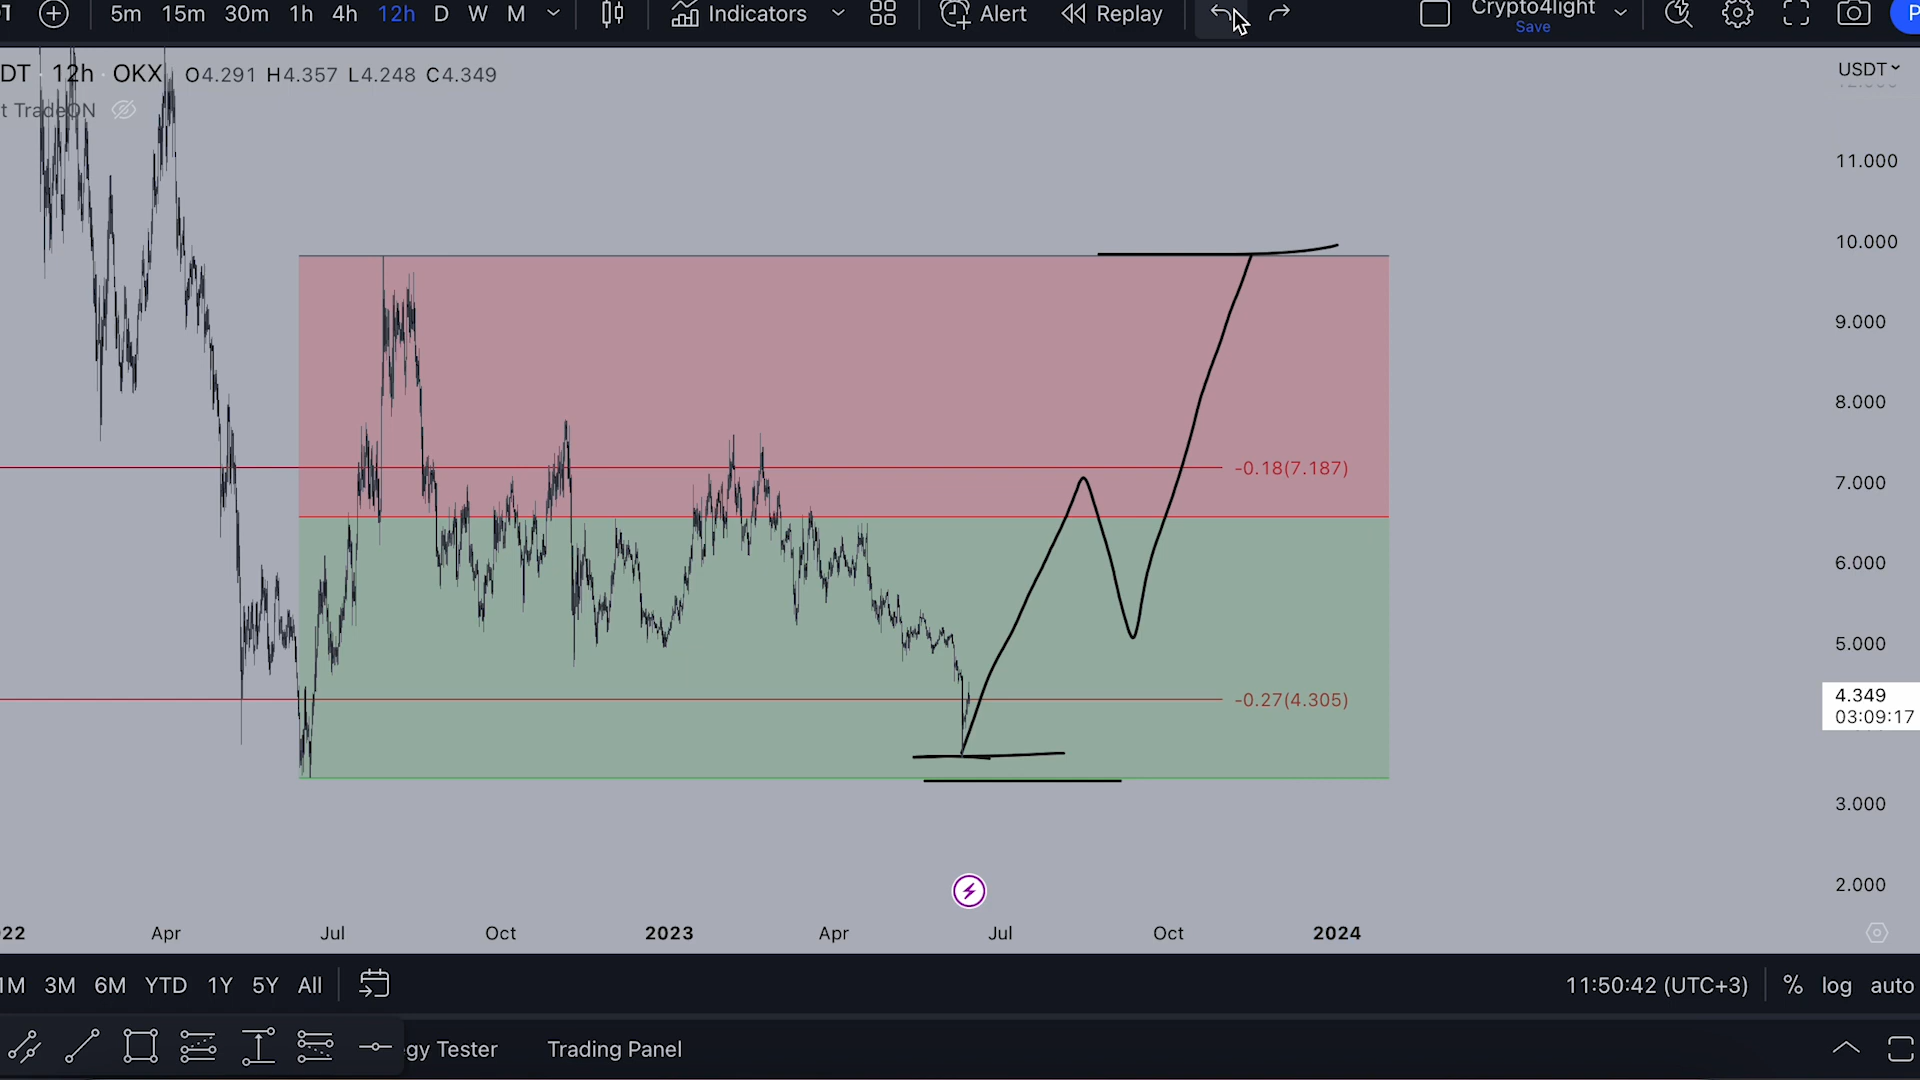 5m 15m 30m 1h 4h 12h D W M Indicators Alert Replay Crypto4light
Save
DT 12h OKX O4.291 H4.357 L4.248 C4.349
t TradeON
USDT
11.000
10.000
9.000
8.000
-0.18(7.187)
7.000
6.000
5.000
-0.27(4.305)
4.349
03:09:17
3.000
2.000
22 Apr Jul Oct 2023 Apr Jul Oct 2024
1M 3M 6M YTD 1Y 5Y All 11:50:42 (UTC+3) % log auto
gy Tester Trading Panel